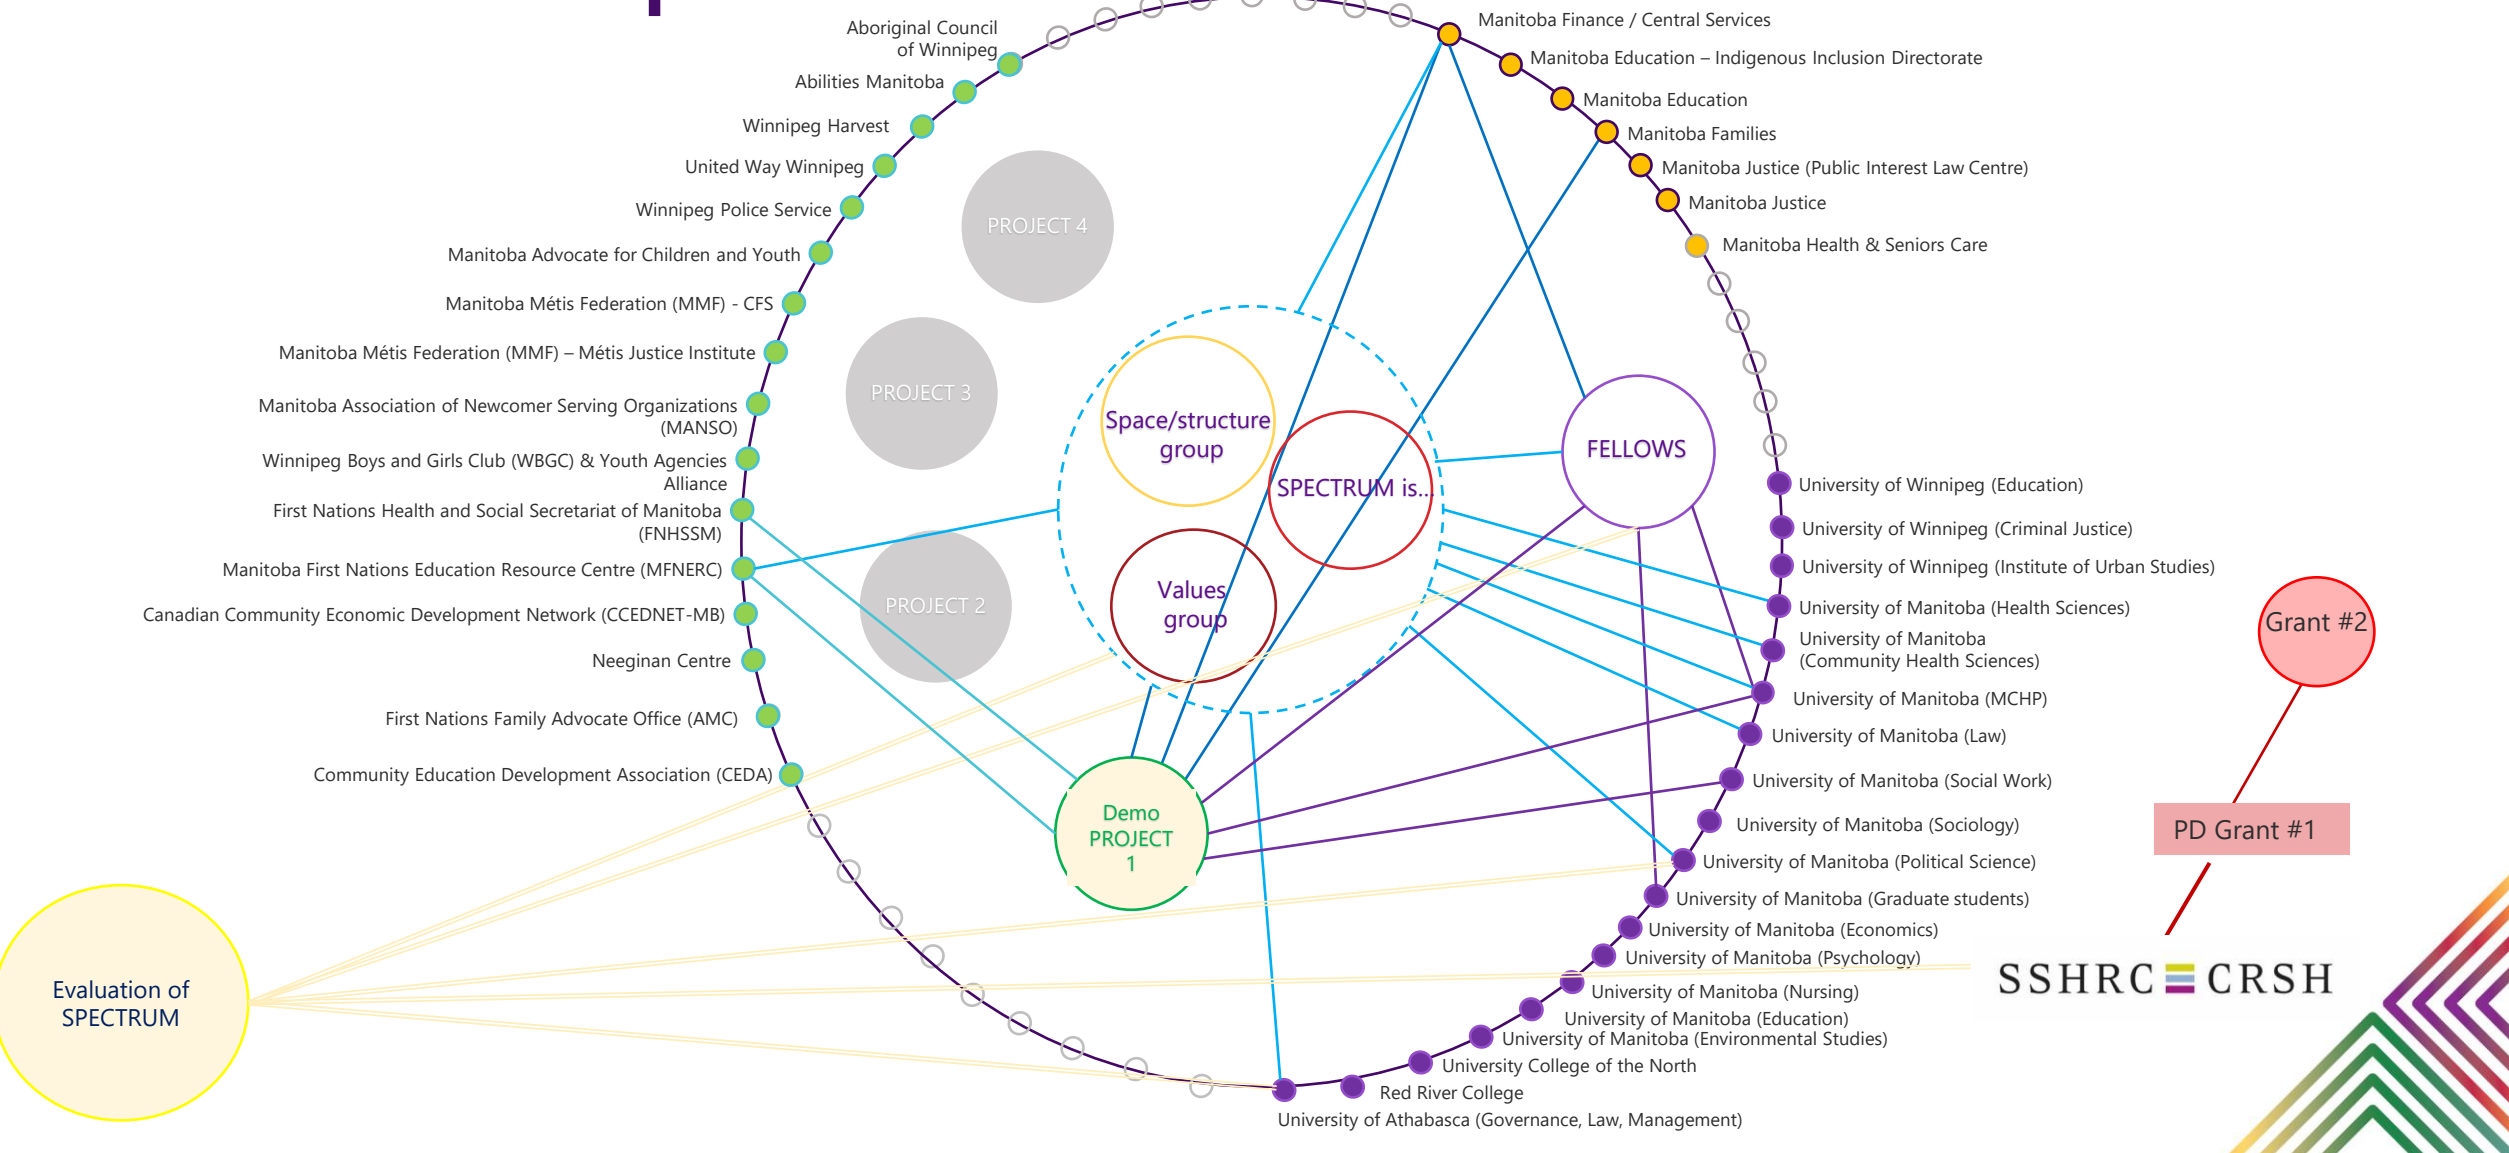 Aboriginal Council
of Winnipeg
Abilities Manitoba
Winnipeg Harvest
United Way Winnipeg
Winnipeg Police Service
Manitoba Advocate for Children and Youth
Manitoba Métis Federation (MMF) - CFS
Manitoba Métis Federation (MMF) – Métis Justice Institute
Manitoba Association of Newcomer Serving Organizations
(MANSO)
Winnipeg Boys and Girls Club (WBGC) & Youth Agencies
Alliance
First Nations Health and Social Secretariat of Manitoba
(FNHSSM)
Manitoba First Nations Education Resource Centre (MFNERC)
Canadian Community Economic Development Network (CCEDNET-MB)
Neeginan Centre
First Nations Family Advocate Office (AMC)
Community Education Development Association (CEDA)
Evaluation of
SPECTRUM
PROJECT 4
PROJECT 3
PROJECT 2
Space/structure
group
SPECTRUM is...
Values
group
Demo
PROJECT
1
FELLOWS
Manitoba Finance / Central Services
Manitoba Education – Indigenous Inclusion Directorate
Manitoba Education
Manitoba Families
Manitoba Justice (Public Interest Law Centre)
Manitoba Justice
Manitoba Health & Seniors Care
University of Winnipeg (Education)
University of Winnipeg (Criminal Justice)
University of Winnipeg (Institute of Urban Studies)
University of Manitoba (Health Sciences)
University of Manitoba
(Community Health Sciences)
University of Manitoba (MCHP)
University of Manitoba (Law)
University of Manitoba (Social Work)
University of Manitoba (Sociology)
University of Manitoba (Political Science)
University of Manitoba (Graduate students)
University of Manitoba (Economics)
University of Manitoba (Psychology)
University of Manitoba (Nursing)
University of Manitoba (Education)
University of Manitoba (Environmental Studies)
University College of the North
Red River College
University of Athabasca (Governance, Law, Management)
Grant #2
PD Grant #1
SSHRC CRSH